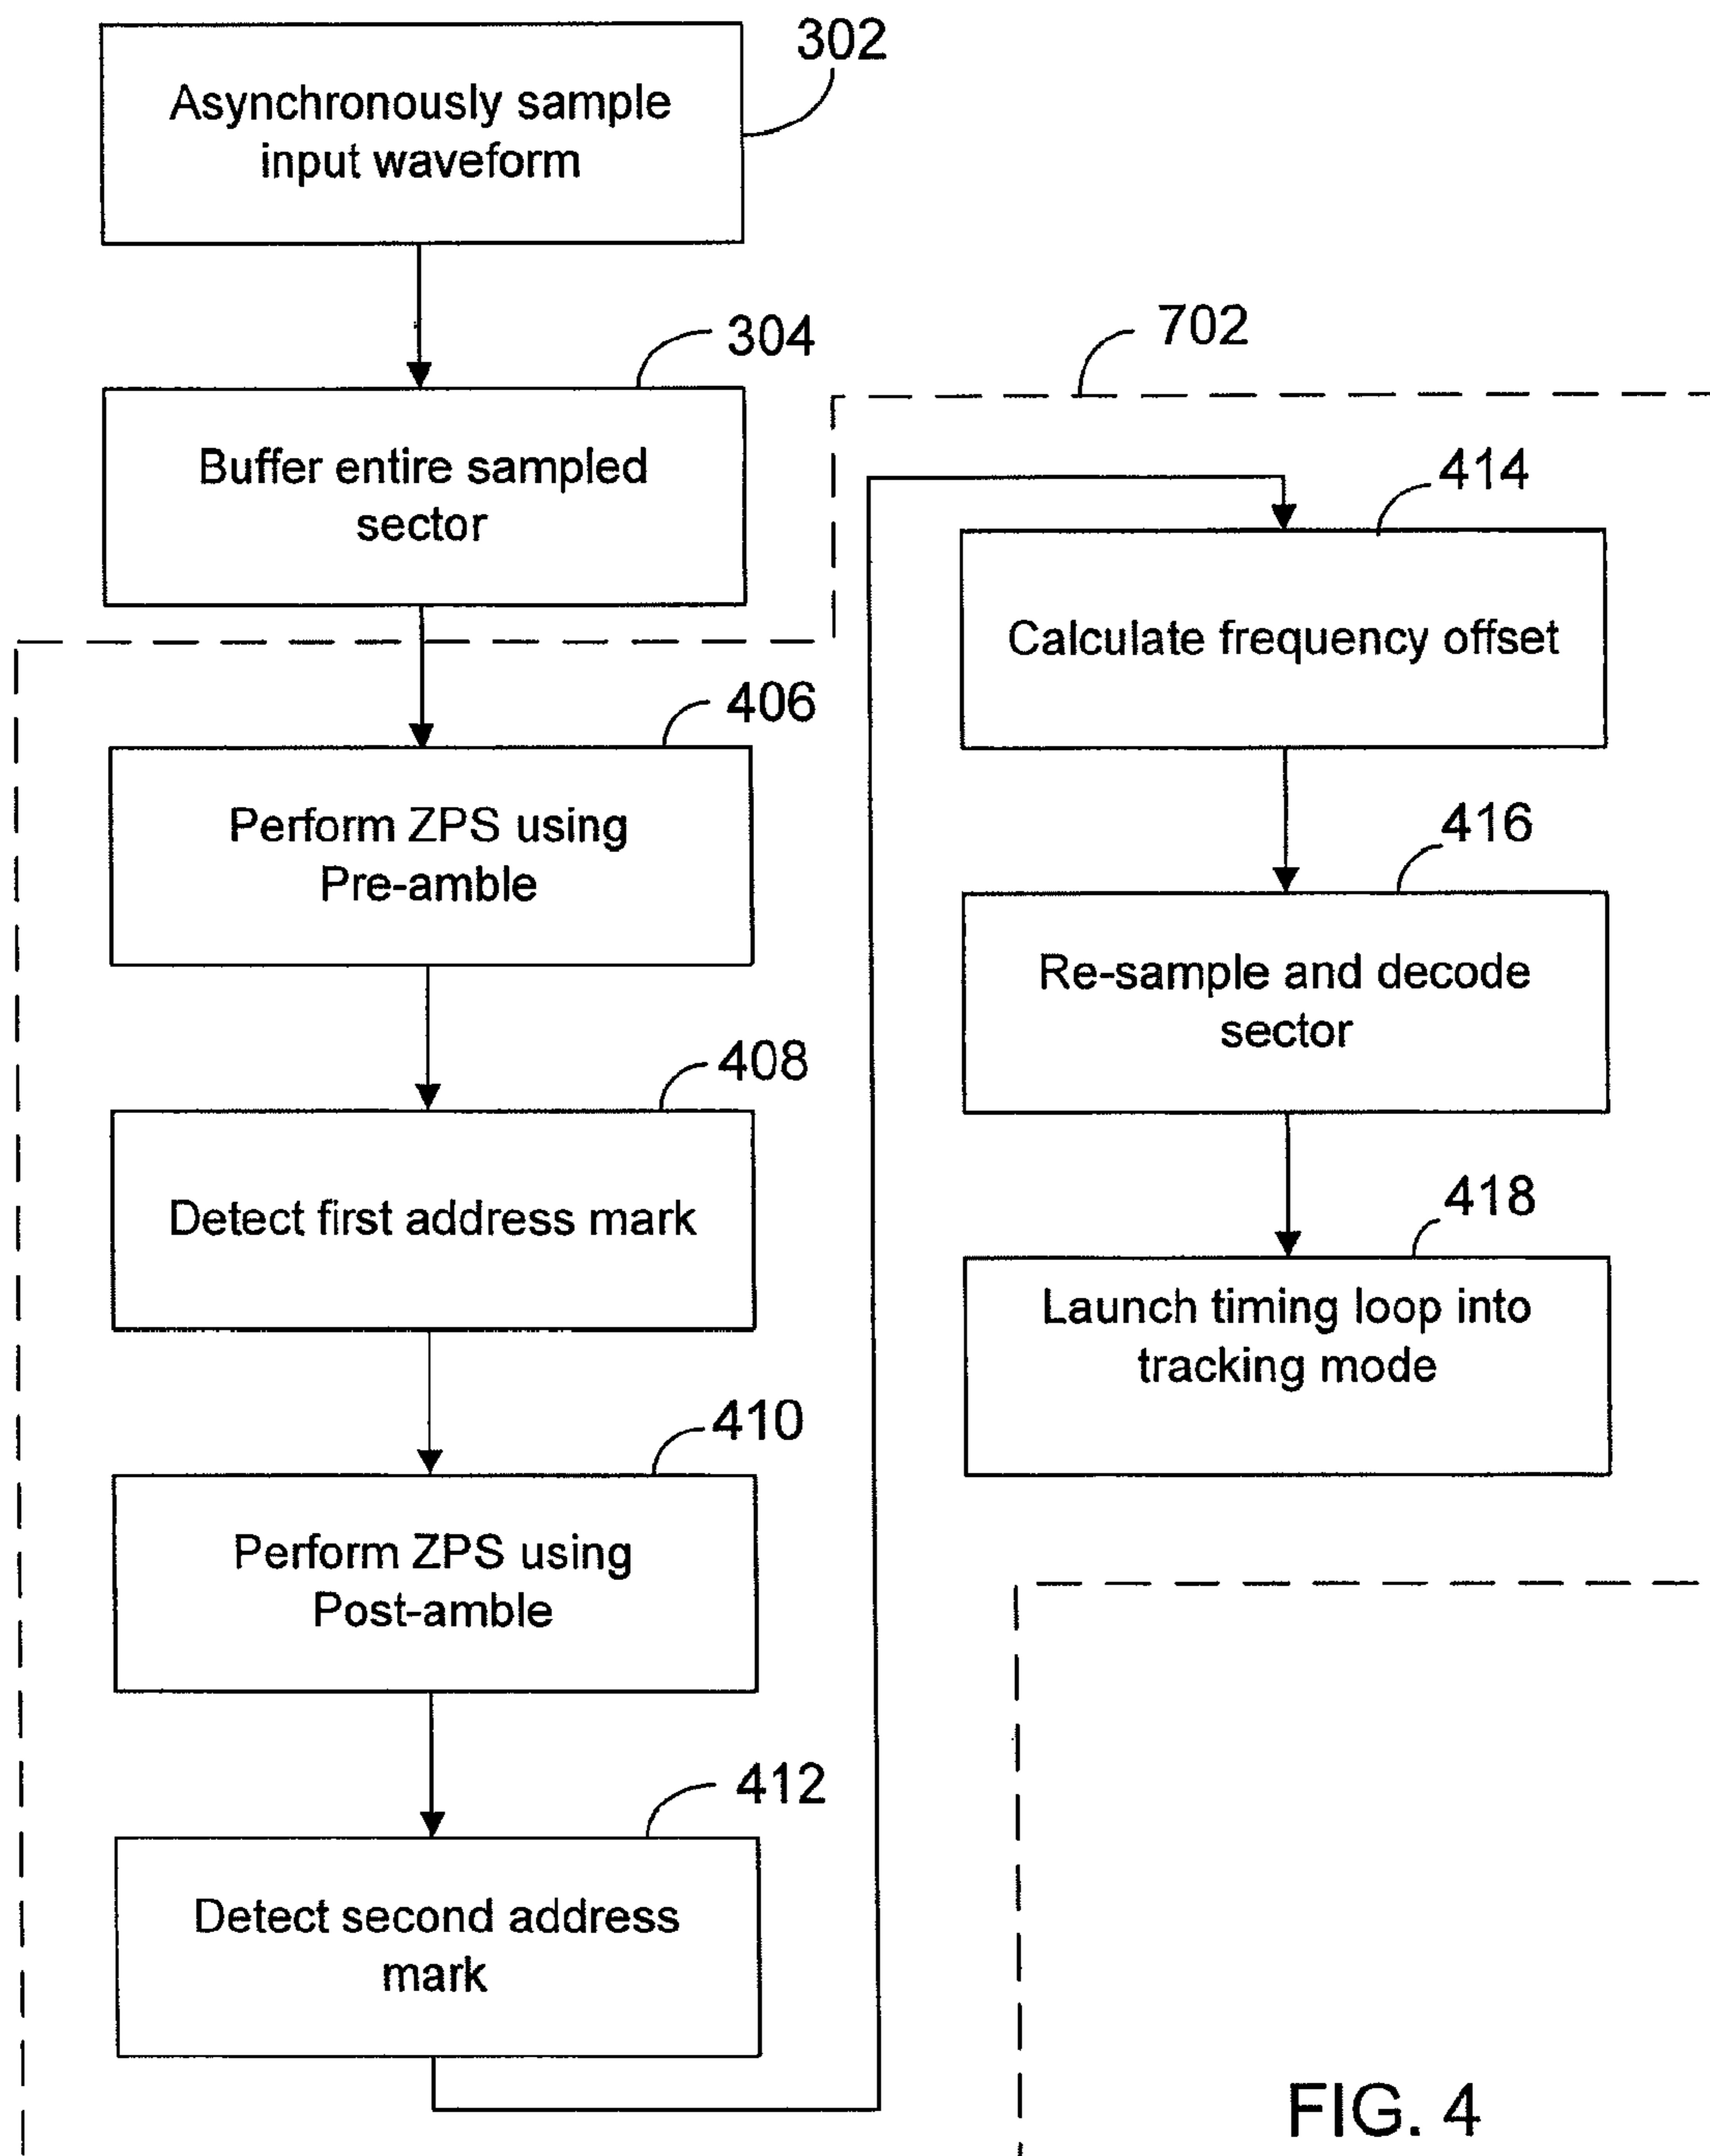 302
Asynchronously sample
input waveform
304
Buffer entire sampled
sector
702
406
Perform ZPS using
Pre-amble
408
Detect first address mark
410
Perform ZPS using
Post-amble
412
Detect second address
mark
414
Calculate frequency offset
416
Re-sample and decode
sector
418
Launch timing loop into
tracking mode
FIG. 4